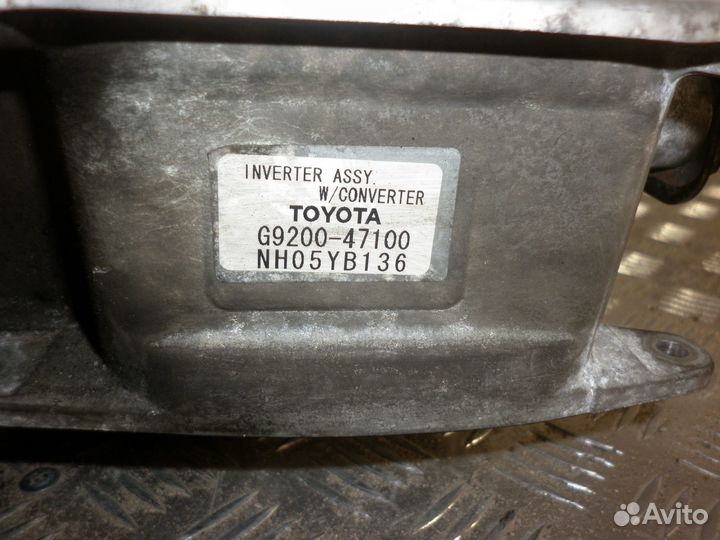 INVERTER ASSY.
W/CONVERTER
TOYOTA
G9200-47100
NH05YB136
Avito